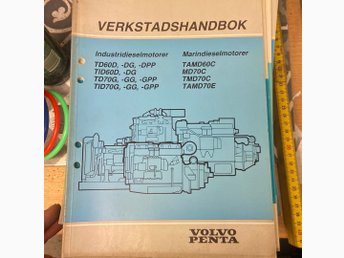 VERKSTADSHANDBOK
Industridieselmotorer Marindieselmotorer
TD60D, -DG, -DPP TAMD60C
TID60D, -DG MD70C
TD70G, -GG, -GPP TMD70C
TID70G, -GG, -GPP TAMD70E
VOLVO
PENTA